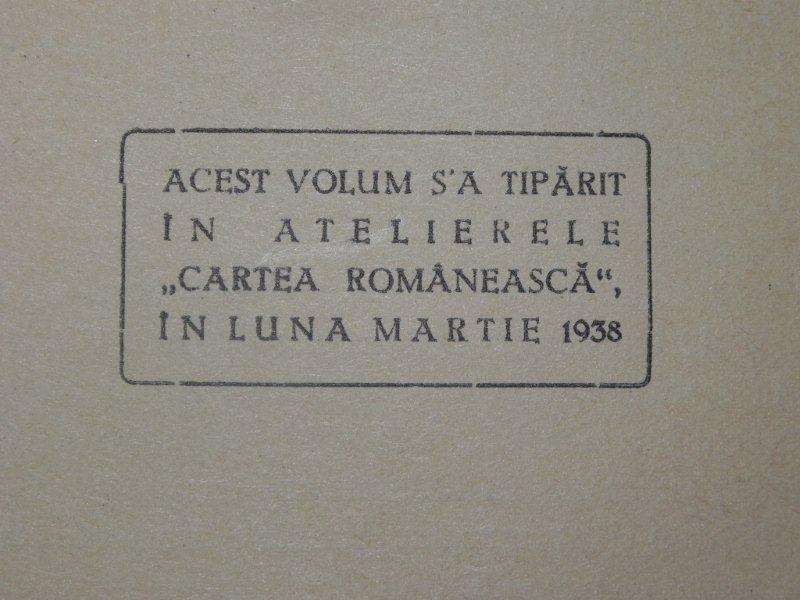 ACEST VOLUM S'A TIPĂRIT
ÎN ATELIERELE
„CARTEA ROMÂNEASCĂ“,
ÎN LUNA MARTIE 1938